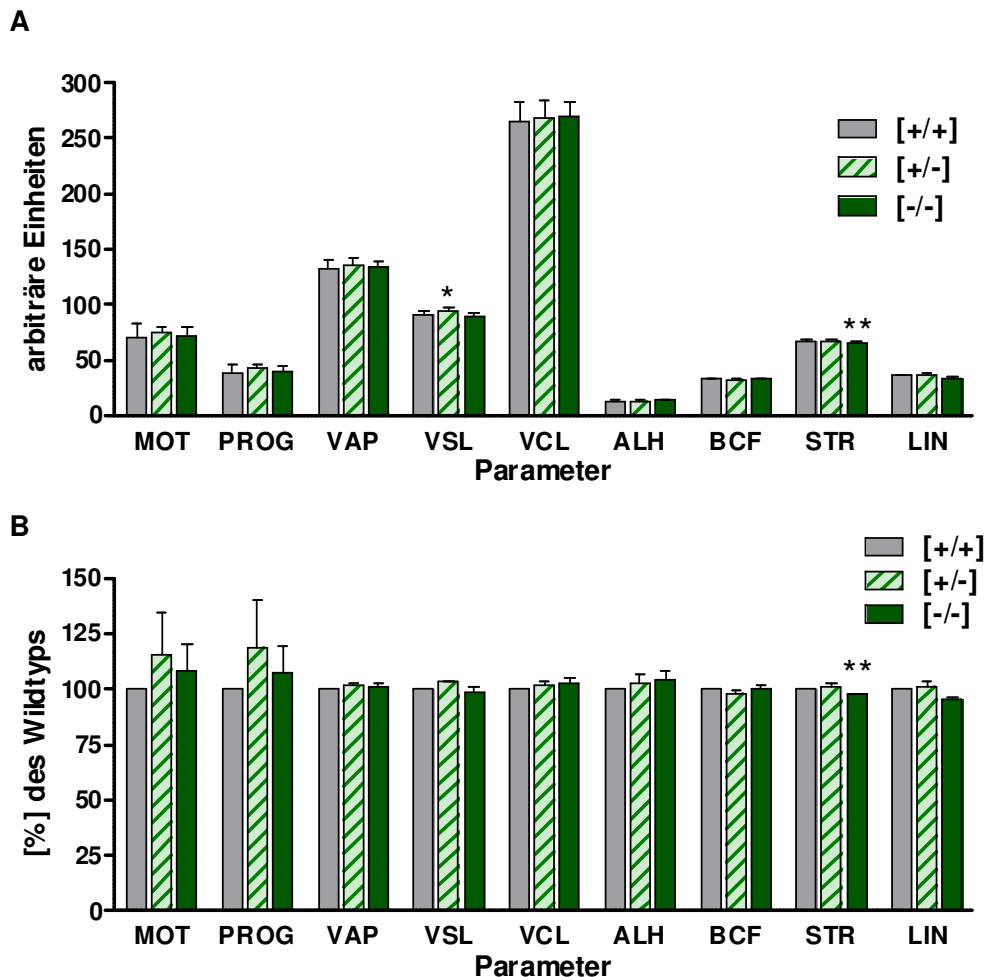 A
arbiträre Einheiten
300
250
200
150
100
50
0
[+/+]
[+/-]
[-/-]
*
**
MOT PROG VAP VSL VCL ALH BCF STR LIN
Parameter
B
[%] des Wildtyps
150
125
100
75
50
25
0
[+/+]
[+/-]
[-/-]
**
MOT PROG VAP VSL VCL ALH BCF STR LIN
Parameter